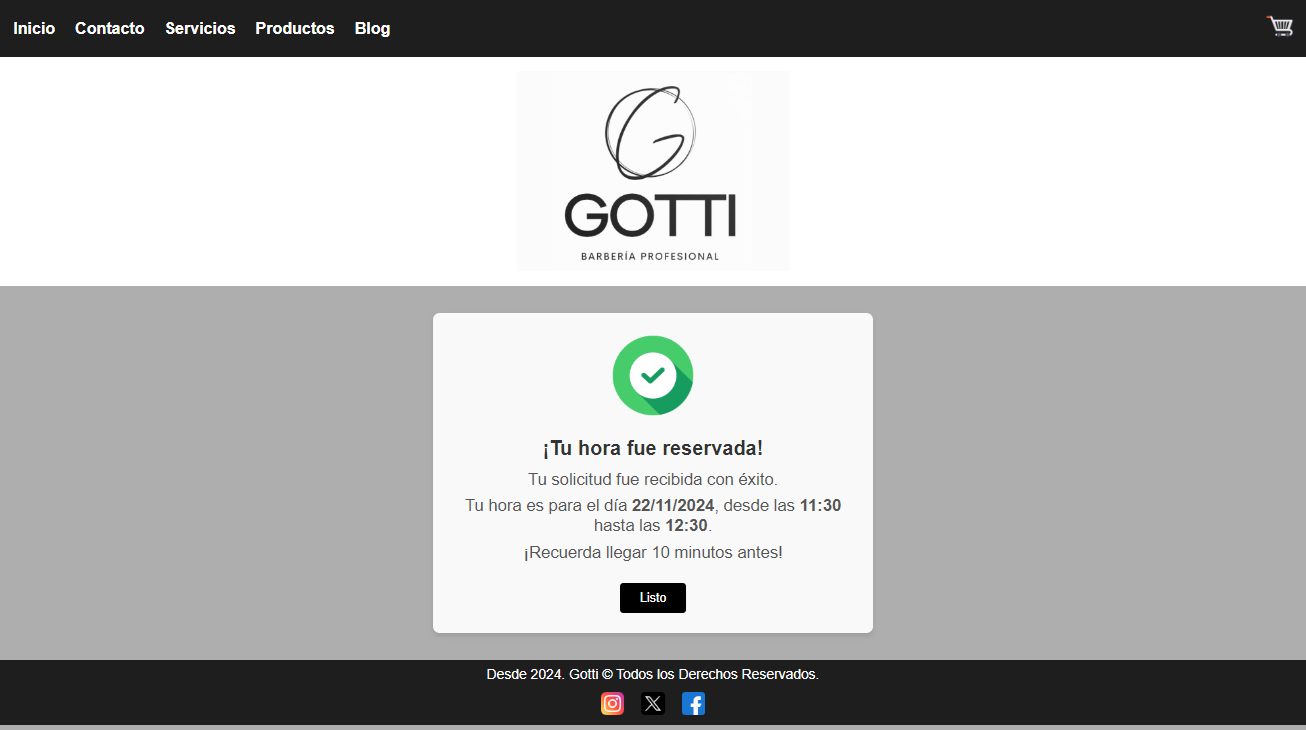 Inicio Contacto Servicios Productos Blog
GOTTI
BARBERÍA PROFESIONAL
¡Tu hora fue reservada!
Tu solicitud fue recibida con éxito.
Tu hora es para el día 22/11/2024, desde las 11:30
hasta las 12:30.
¡Recuerda llegar 10 minutos antes!
Listo
Desde 2024. Gotti © Todos los Derechos Reservados.